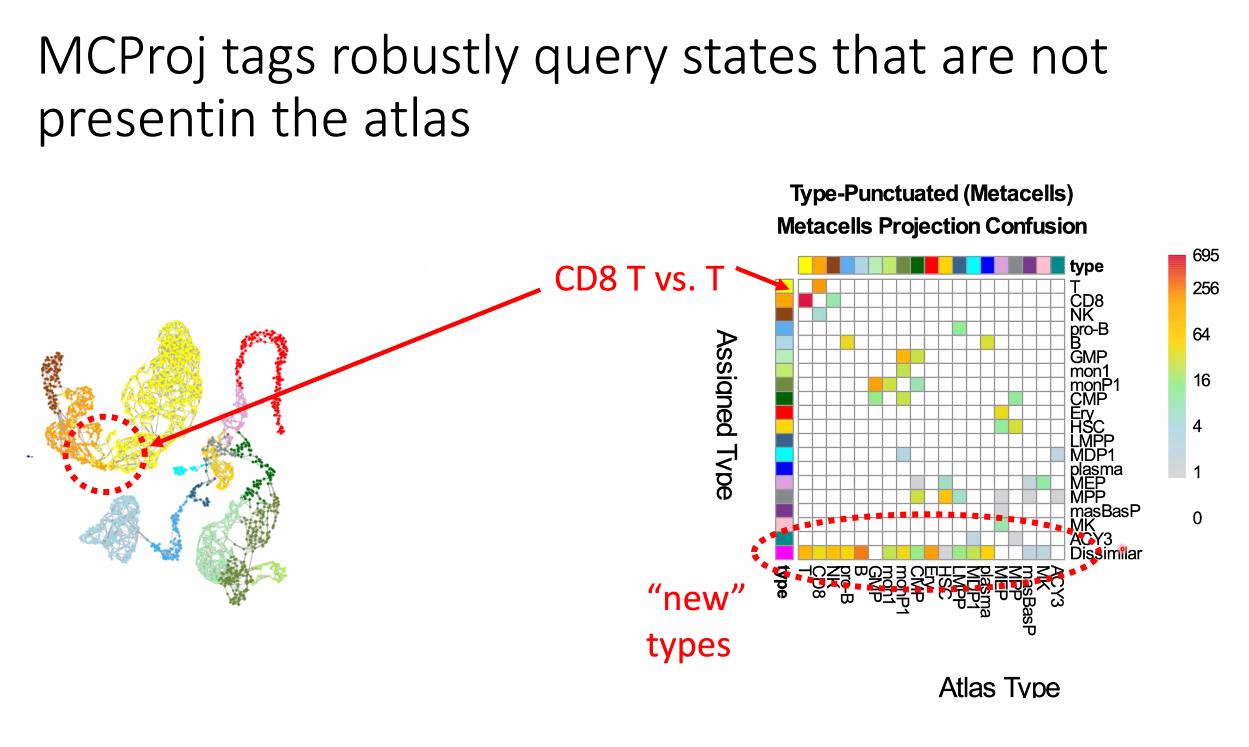 MCProj tags robustly query states that are not
presentin the atlas
Type-Punctuated (Metacells)
Metacells Projection Confusion
CD8 T vs. T
type
T
CD8
NK
pro-B
B
GMP
mon1
monP1
CMP
Ery
HSC
LMPP
MDP1
plasma
MEP
MPP
masBasP
MK
ACY3
Dissimilar
Assigned Type
695
256
64
16
4
1
0
type
T
CD8
NK
pro-B
B
GMP
mon1
monP1
CMP
Ery
HSC
LMPP
MDP1
plasma
MEP
MPP
masBasP
MK
ACY3
"new"
types
Atlas Type